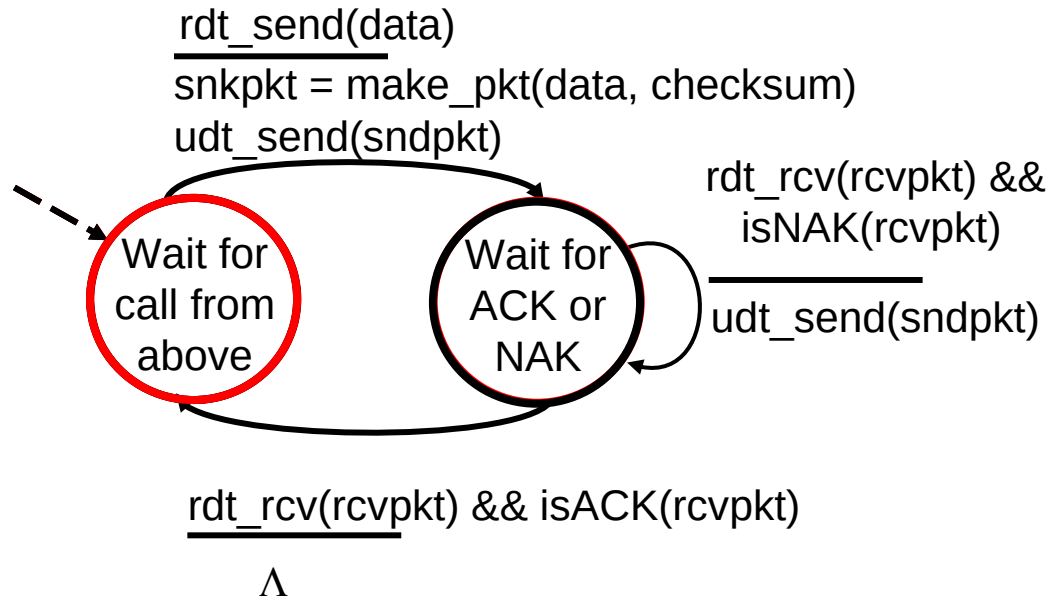 rdt_send(data)
snkpkt = make_pkt(data, checksum)
udt_send(sndpkt)
rdt_rcv(rcvpkt) &&
isNAK(rcvpkt)
udt_send(sndpkt)
Wait for
call from
above
Wait for
ACK or
NAK
rdt_rcv(rcvpkt) && isACK(rcvpkt)
Λ